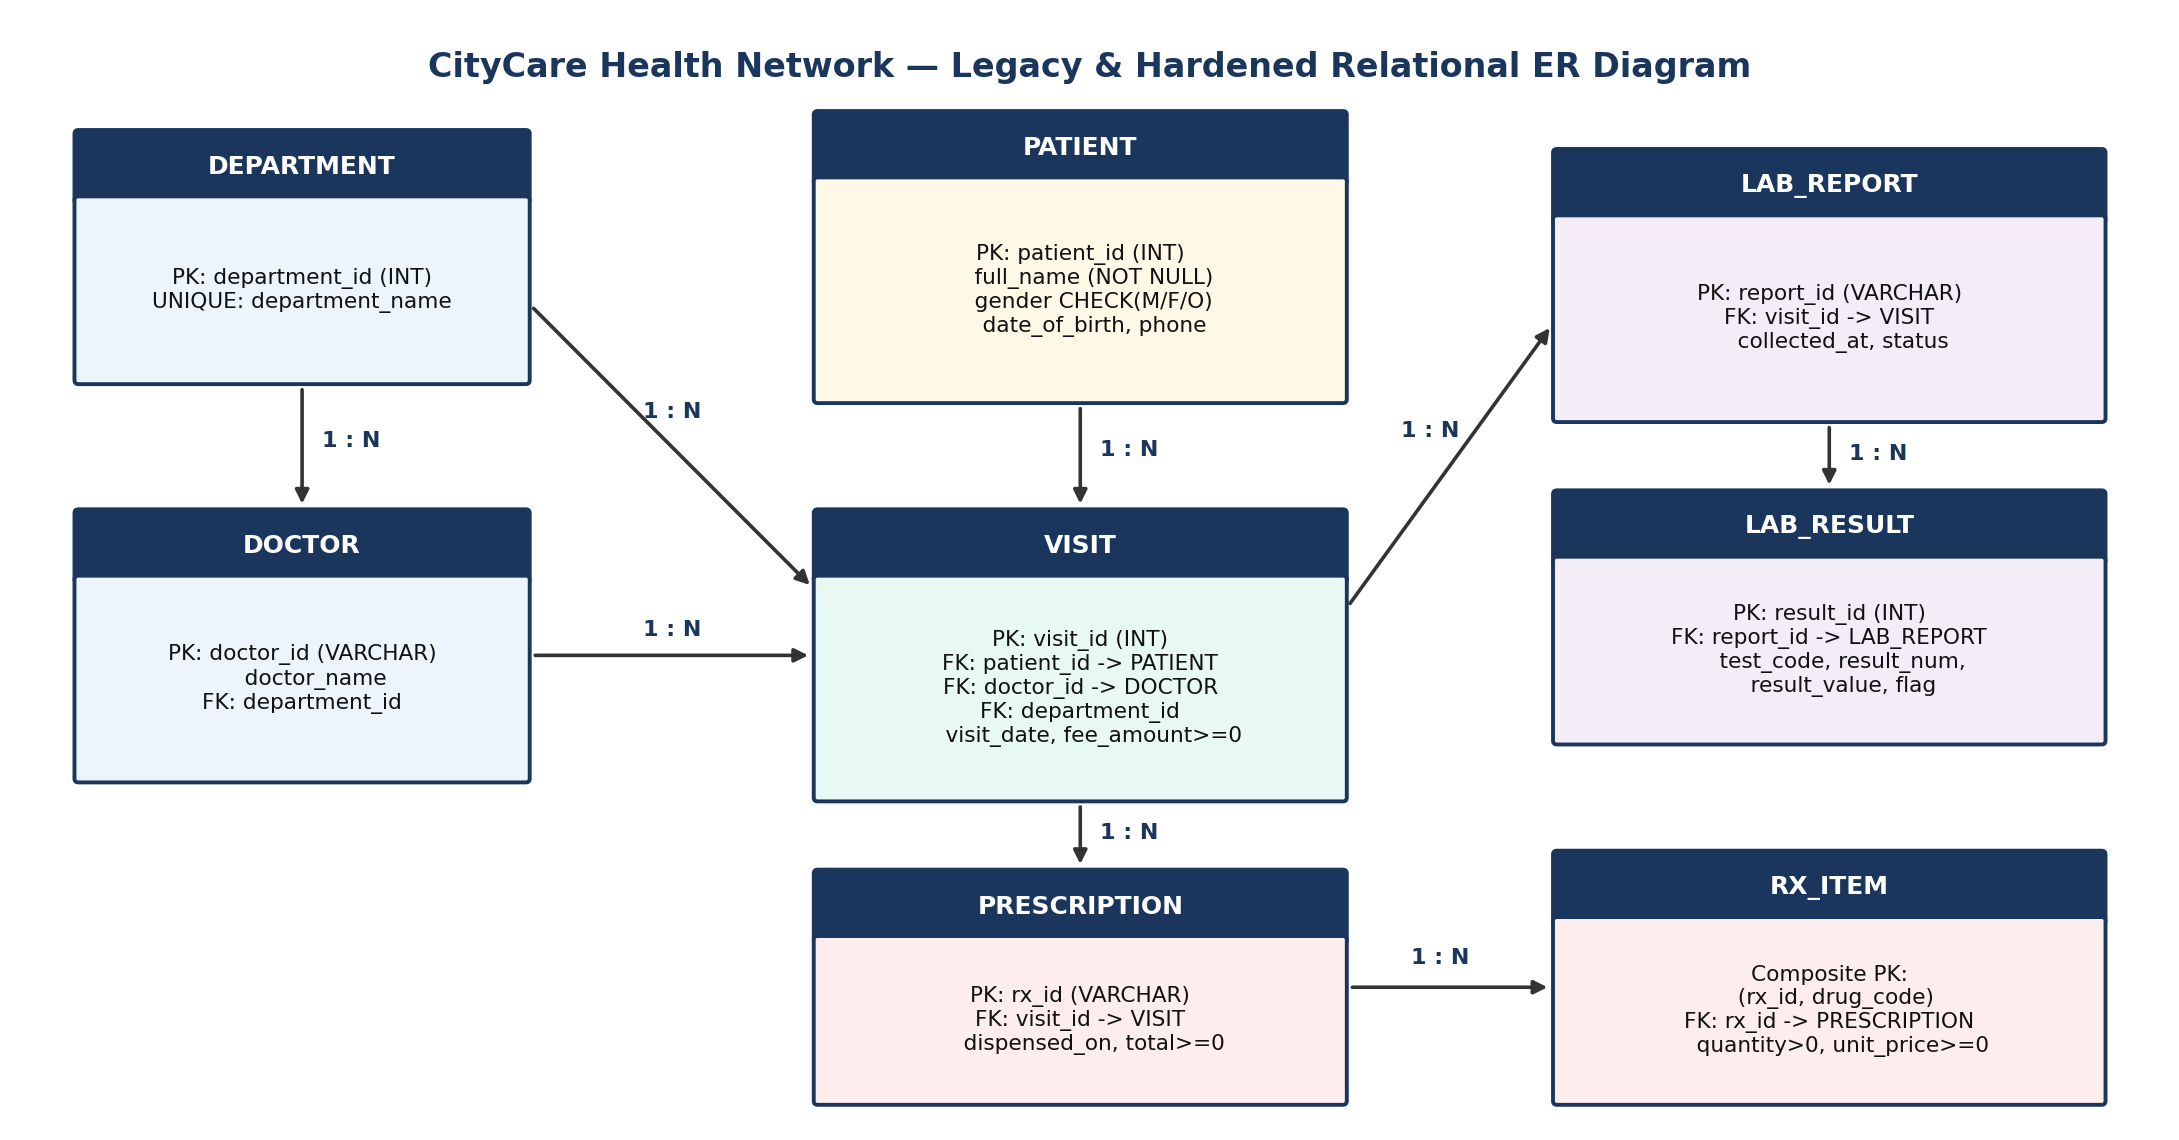 CityCare Health Network — Legacy & Hardened Relational ER Diagram
DEPARTMENT
PK: department_id (INT)
UNIQUE: department_name
1 : N
1 : N
PATIENT
PK: patient_id (INT)
full_name (NOT NULL)
gender CHECK(M/F/O)
date_of_birth, phone
1 : N
LAB_REPORT
PK: report_id (VARCHAR)
FK: visit_id -> VISIT
collected_at, status
1 : N
1 : N
DOCTOR
PK: doctor_id (VARCHAR)
doctor_name
FK: department_id
1 : N
VISIT
PK: visit_id (INT)
FK: patient_id -> PATIENT
FK: doctor_id -> DOCTOR
FK: department_id
visit_date, fee_amount>=0
1 : N
LAB_RESULT
PK: result_id (INT)
FK: report_id -> LAB_REPORT
test_code, result_num,
result_value, flag
PRESCRIPTION
PK: rx_id (VARCHAR)
FK: visit_id -> VISIT
dispensed_on, total>=0
1 : N
RX_ITEM
Composite PK:
(rx_id, drug_code)
FK: rx_id -> PRESCRIPTION
quantity>0, unit_price>=0